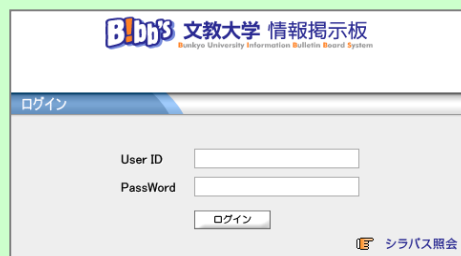 B!bb's 文教大学 情報掲示板
Bunkyo University Information Bulletin Board System
ログイン
User ID
PassWord
ログイン
シラバス照会